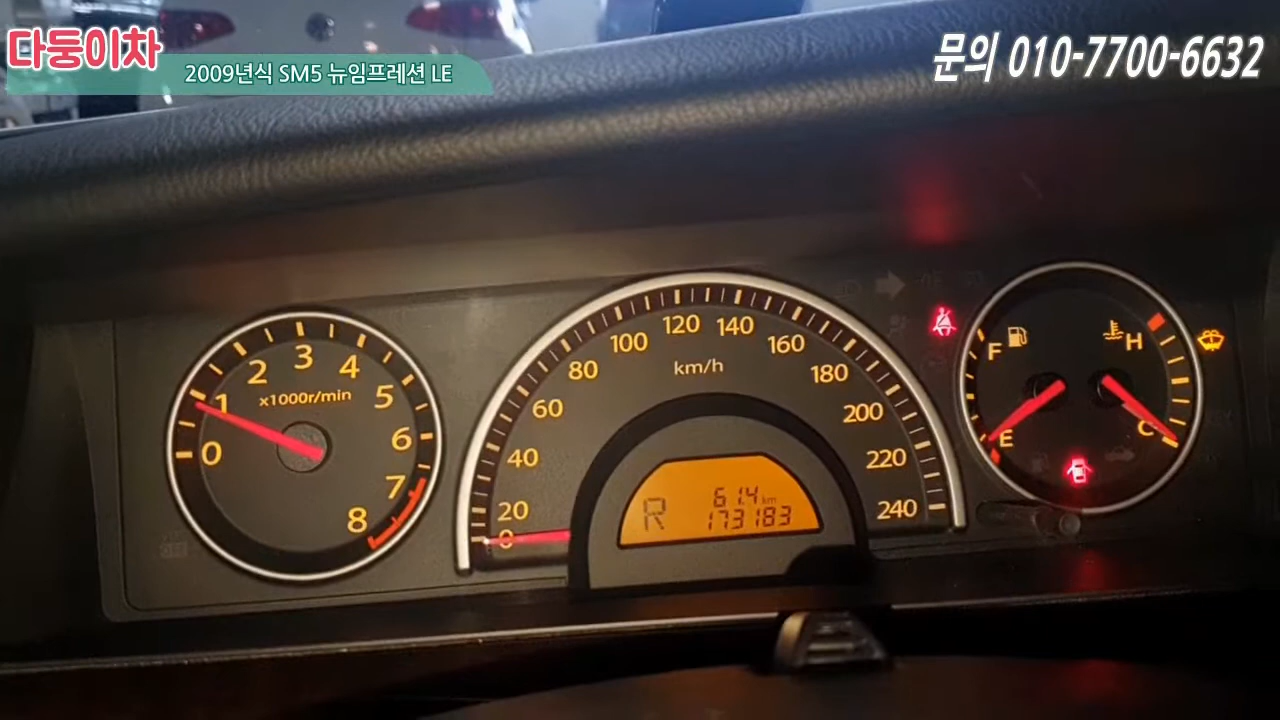 다둥이차
2009년식 SM5 뉴임프레션 LE
문의 010-7700-6632
0 1 2 3 4 5 6 7 8
x1000r/min
0 20 40 60 80 100 120 140 160 180 200 220 240
km/h
R
61.4 km
173183
F
E
H
C